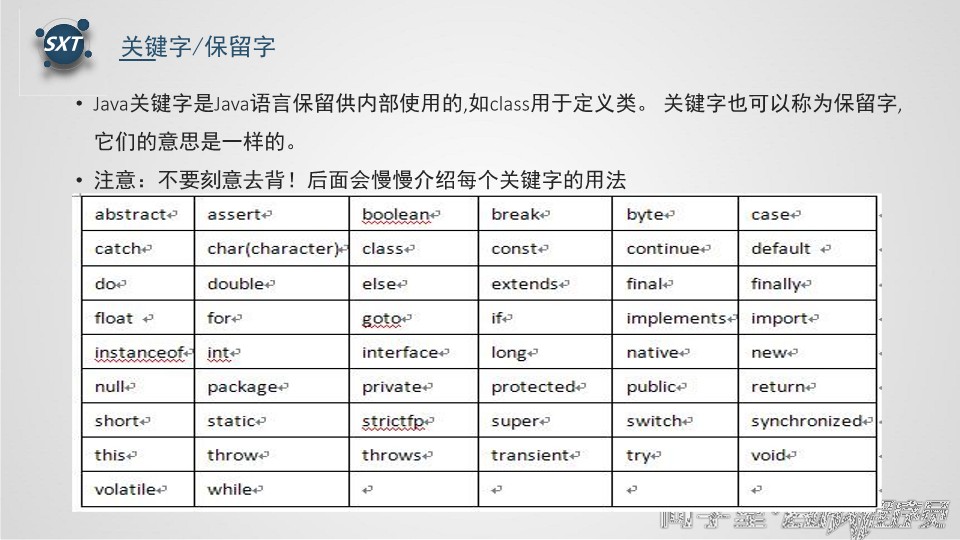 SXT
关键字/保留字
• Java关键字是Java语言保留供内部使用的,如class用于定义类。 关键字也可以称为保留字,
它们的意思是一样的。
• 注意：不要刻意去背！后面会慢慢介绍每个关键字的用法
abstract assert boolean break byte case
catch char(character) class const continue default
do double else extends final finally
float for goto if implements import
instanceof int interface long native new
null package private protected public return
short static strictfp super switch synchronized
this throw throws transient try void
volatile while